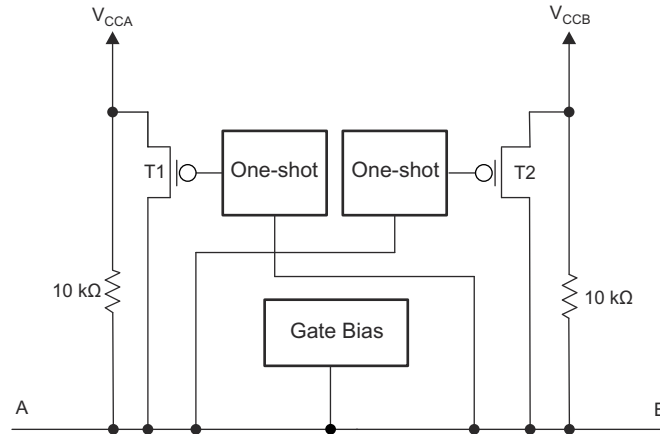 VCCA
VCCB
T1
One-shot
One-shot
T2
10 kΩ
10 kΩ
Gate Bias
A
B